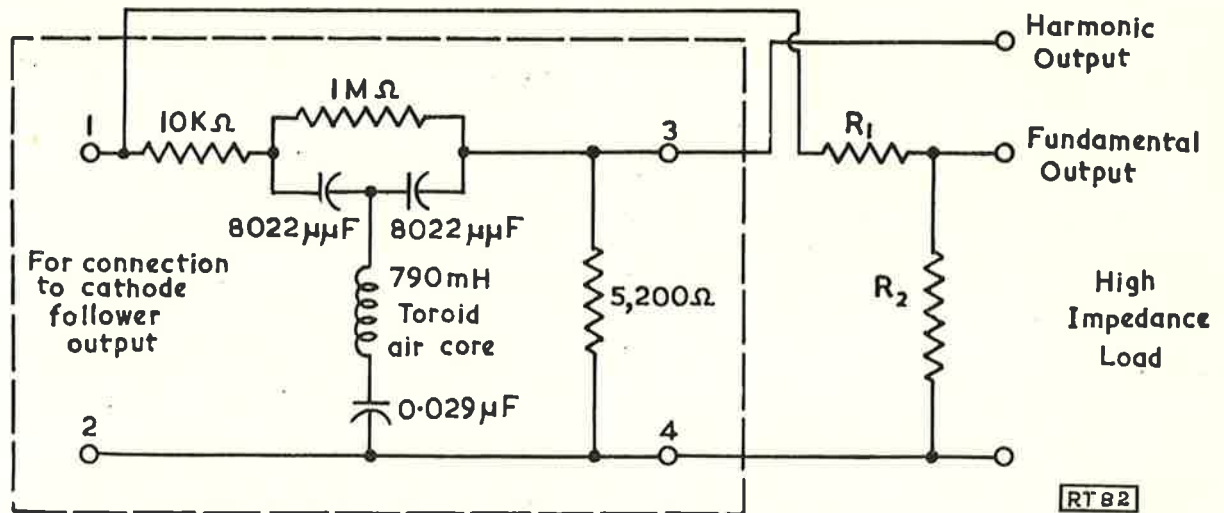 Harmonic
Output
1MΩ
1
10KΩ
3
R1
Fundamental
Output
8022μμF
8022μμF
For connection
to cathode
follower
output
790mH
Toroid
air core
5,200Ω
R2
High
Impedance
Load
0·029μF
2
4
RT82